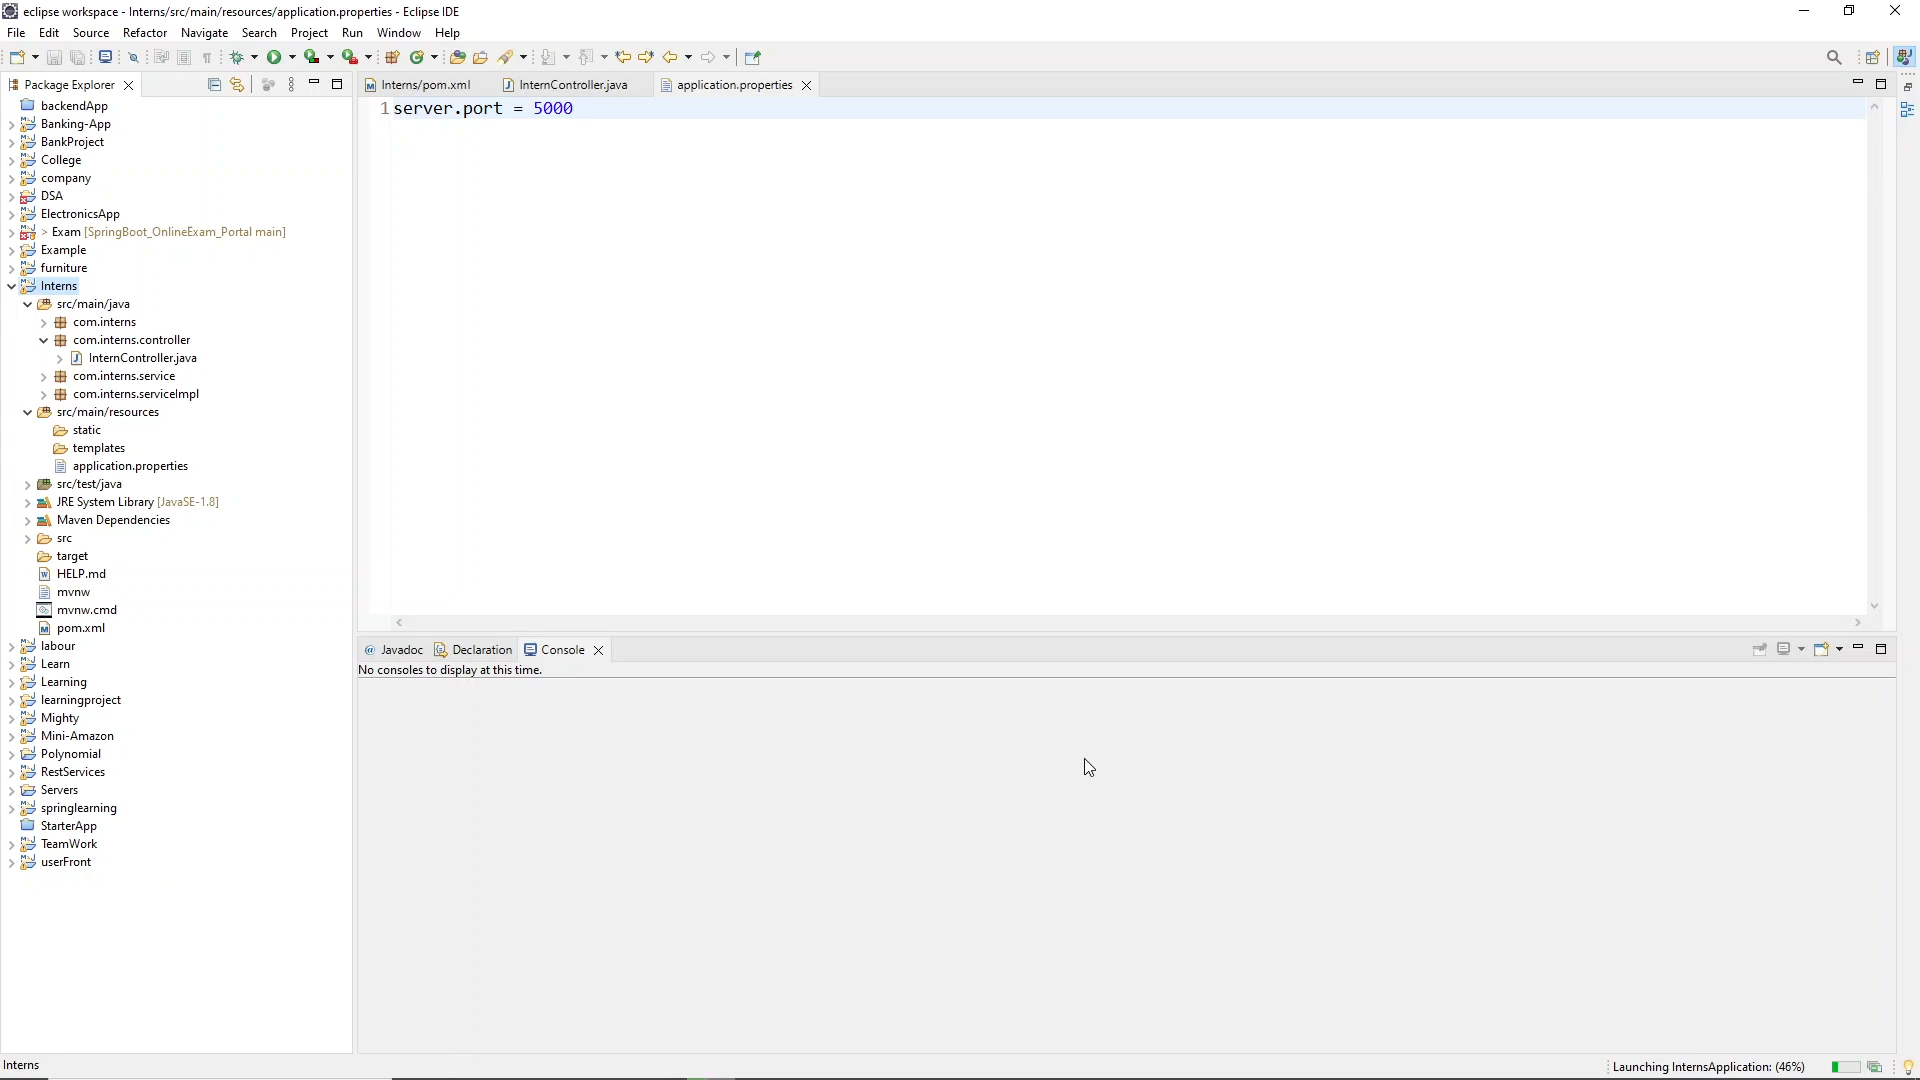 eclipse workspace - Interns/src/main/resources/application.properties - Eclipse IDE
File Edit Source Refactor Navigate Search Project Run Window Help
Package Explorer
Interns/pom.xml InternController.java application.properties
backendApp
Banking-App
BankProject
College
company
DSA
ElectronicsApp
> Exam [SpringBoot_OnlineExam_Portal main]
Example
furniture
Interns
src/main/java
com.interns
com.interns.controller
InternController.java
com.interns.service
com.interns.serviceImpl
src/main/resources
static
templates
application.properties
src/test/java
JRE System Library [JavaSE-1.8]
Maven Dependencies
src
target
HELP.md
mvnw
mvnw.cmd
pom.xml
labour
Learn
Learning
learningproject
Mighty
Mini-Amazon
Polynomial
RestServices
Servers
springlearning
StarterApp
TeamWork
userFront
1 server.port = 5000
@ Javadoc Declaration Console
No consoles to display at this time.
Interns
Launching InternsApplication: (46%)